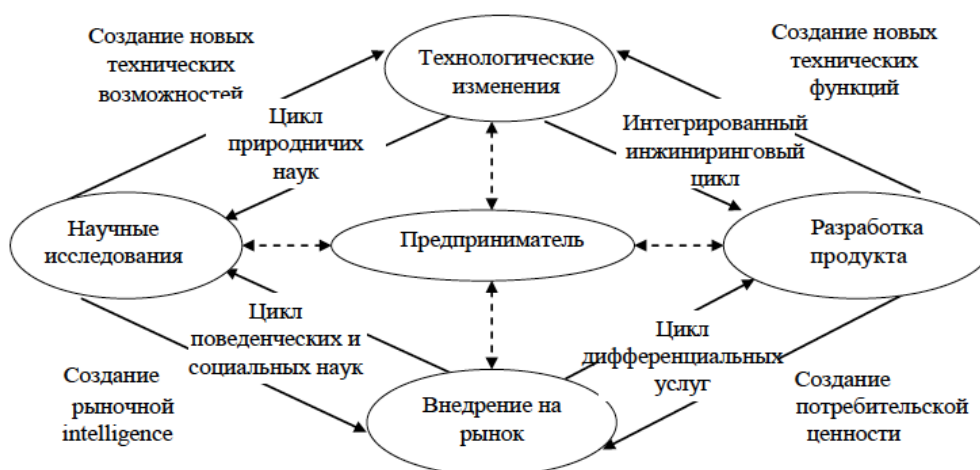 Создание новых
технических
возможностей
Технологические
изменения
Создание новых
технических
функций
Цикл
природничих
наук
Интегрированный
инжиниринговый
цикл
Научные
исследования
Предприниматель
Разработка
продукта
Цикл
поведенческих и
социальных наук
Цикл
дифференциальных
услуг
Создание
рыночной
intelligence
Внедрение на
рынок
Создание
потребительской
ценности